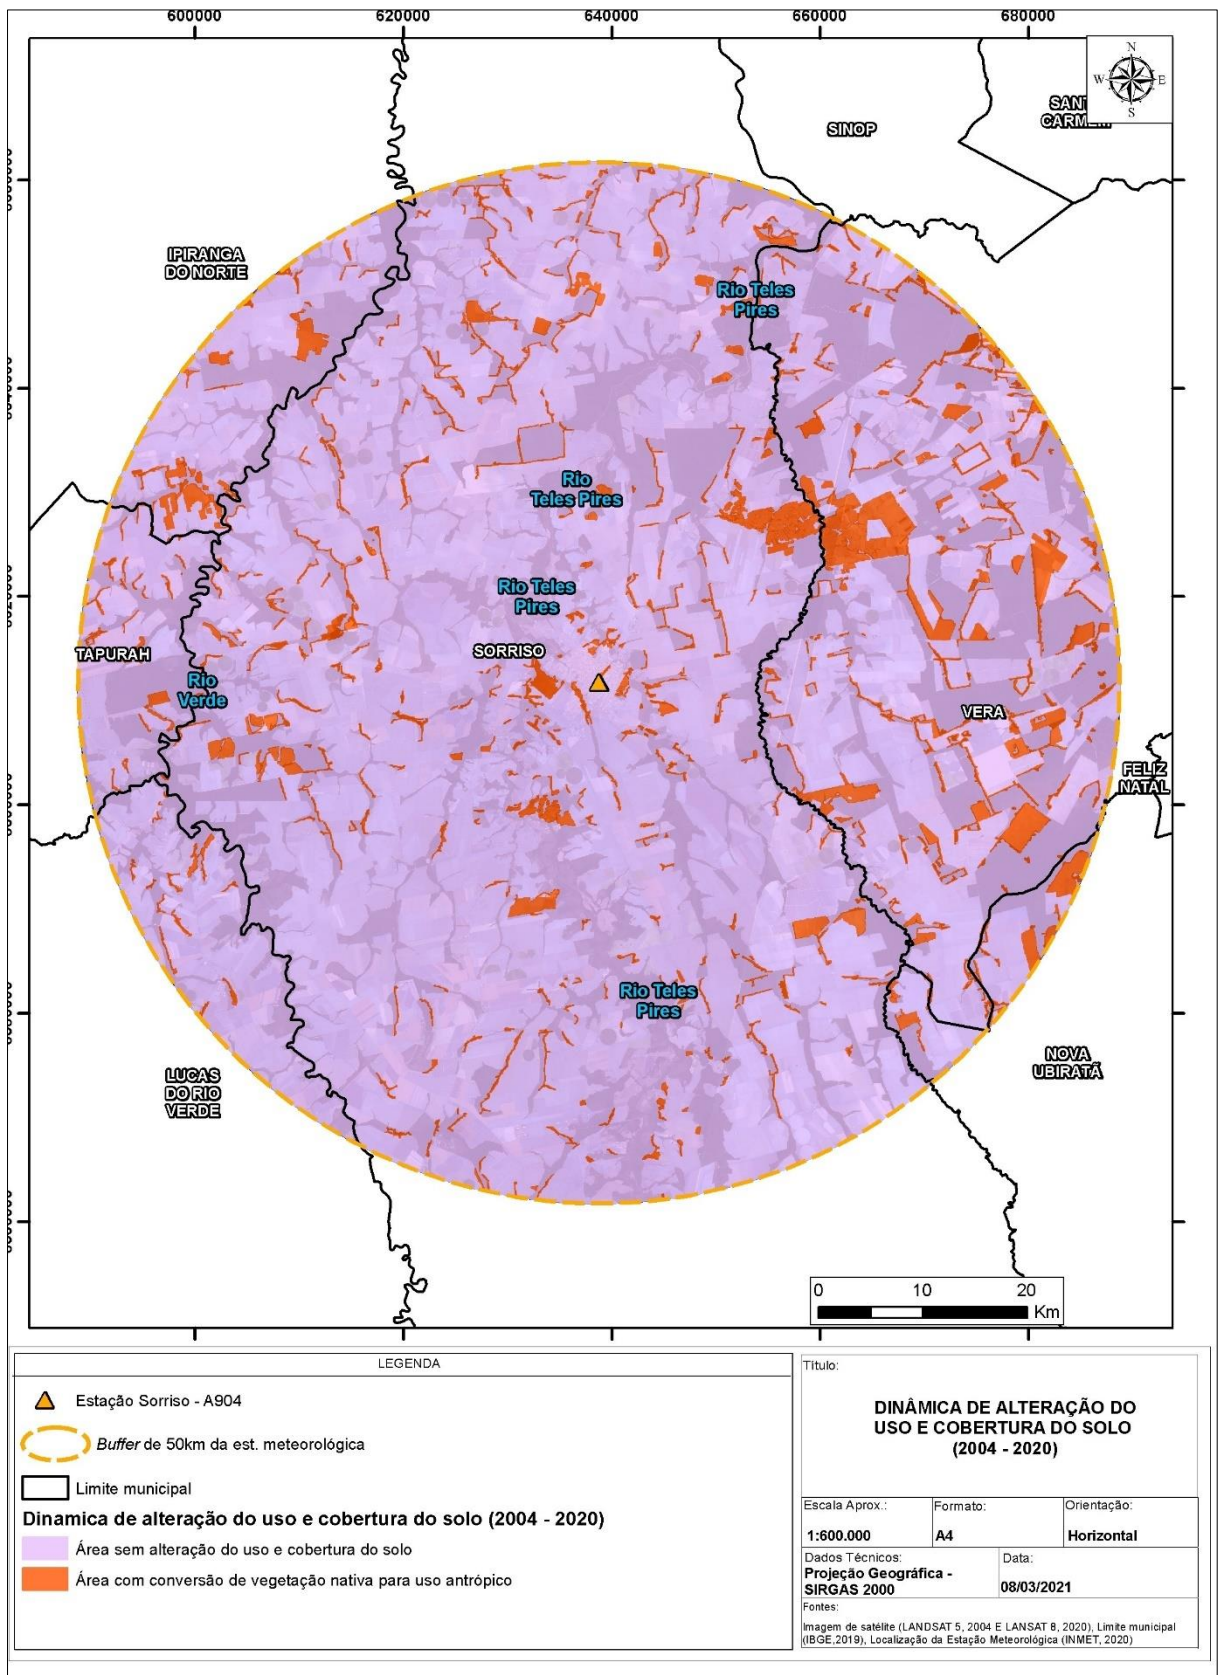 600000 620000 640000 660000 680000
N
W E
S
SINOP
CARMEM
IPIRANGA
DO NORTE
Rio Teles
Pires
Rio
Teles Pires
Rio Teles
Pires
SORRISO
TAPURAH
Rio
Verde
VERA
FELIZ
NATAL
Rio Teles
Pires
NOVA
UBIRATÃ
LUCAS
DO RIO
VERDE
0 10 20
Km
LEGENDA
Estação Sorriso - A904
Buffer de 50km da est. meteorológica
Limite municipal
Dinamica de alteração do uso e cobertura do solo (2004 - 2020)
Área sem alteração do uso e cobertura do solo
Área com conversão de vegetação nativa para uso antrópico
Título:
DINÂMICA DE ALTERAÇÃO DO
USO E COBERTURA DO SOLO
(2004 - 2020)
Escala Aprox.: Formato: Orientação:
1:600.000 A4 Horizontal
Dados Técnicos: Data:
Projeção Geográfica -
SIRGAS 2000 08/03/2021
Fontes:
Imagem de satélite (LANDSAT 5, 2004 E LANSAT 8, 2020), Limite municipal
(IBGE,2019), Localização da Estação Meteorológica (INMET, 2020)